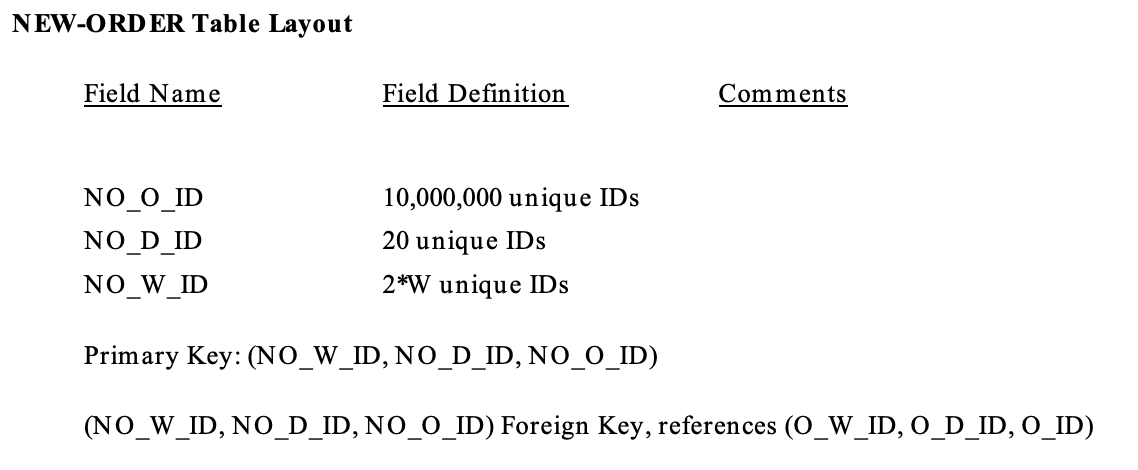 NEW-ORDER Table Layout
Field Name Field Definition Comments
NO_O_ID 10,000,000 unique IDs
NO_D_ID 20 unique IDs
NO_W_ID 2*W unique IDs
Primary Key: (NO_W_ID, NO_D_ID, NO_O_ID)
(NO_W_ID, NO_D_ID, NO_O_ID) Foreign Key, references (O_W_ID, O_D_ID, O_ID)